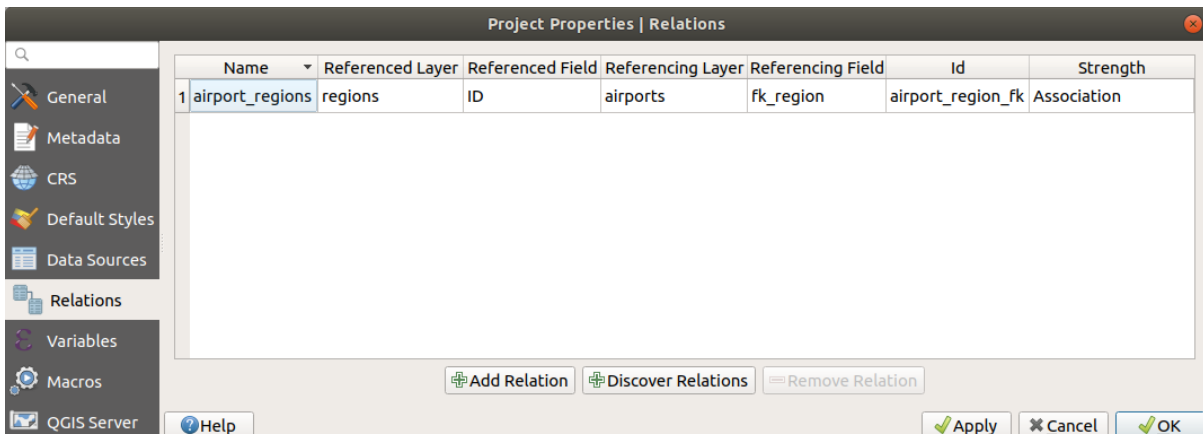 Project Properties | Relations
General
Metadata
CRS
Default Styles
Data Sources
Relations
Variables
Macros
QGIS Server
Name Referenced Layer Referenced Field Referencing Layer Referencing Field Id Strength
1 airport_regions regions ID airports fk_region airport_region_fk Association
Add Relation Discover Relations Remove Relation
Help Apply Cancel OK